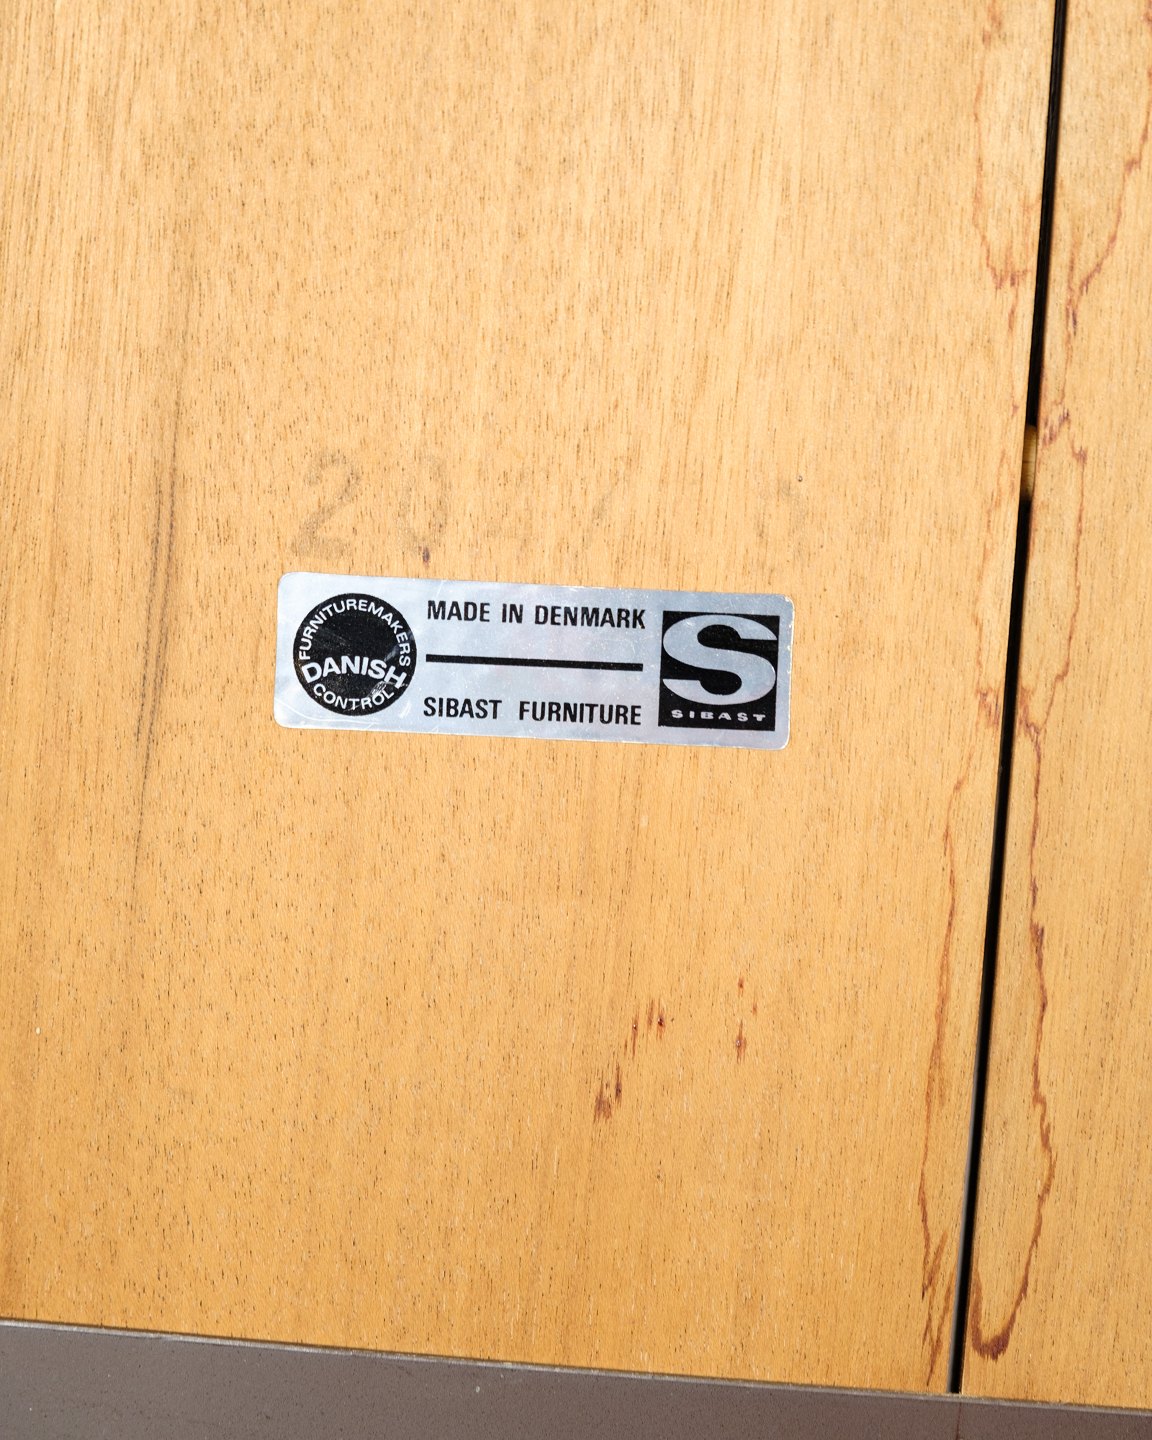 FURNITUREMAKERS
DANISH
CONTROL
MADE IN DENMARK
SIBAST FURNITURE
S
SIBAST